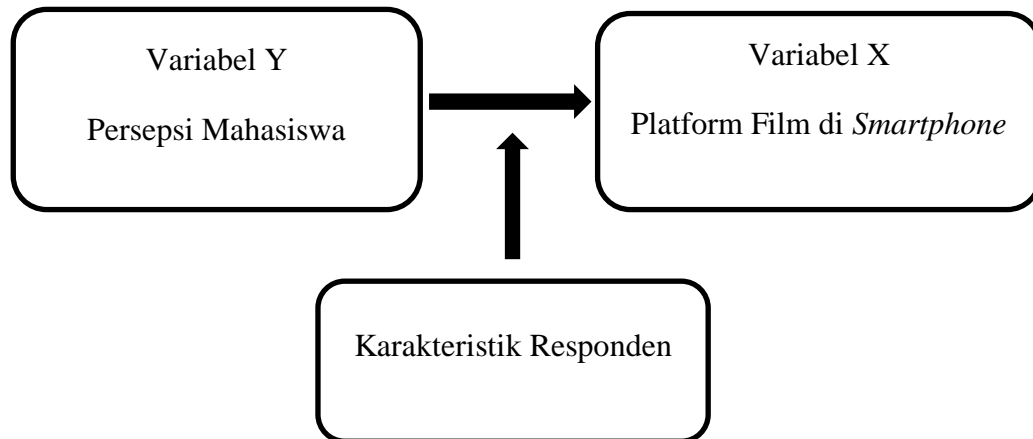 Variabel Y
Persepsi Mahasiswa
Variabel X
Platform Film di Smartphone
Karakteristik Responden